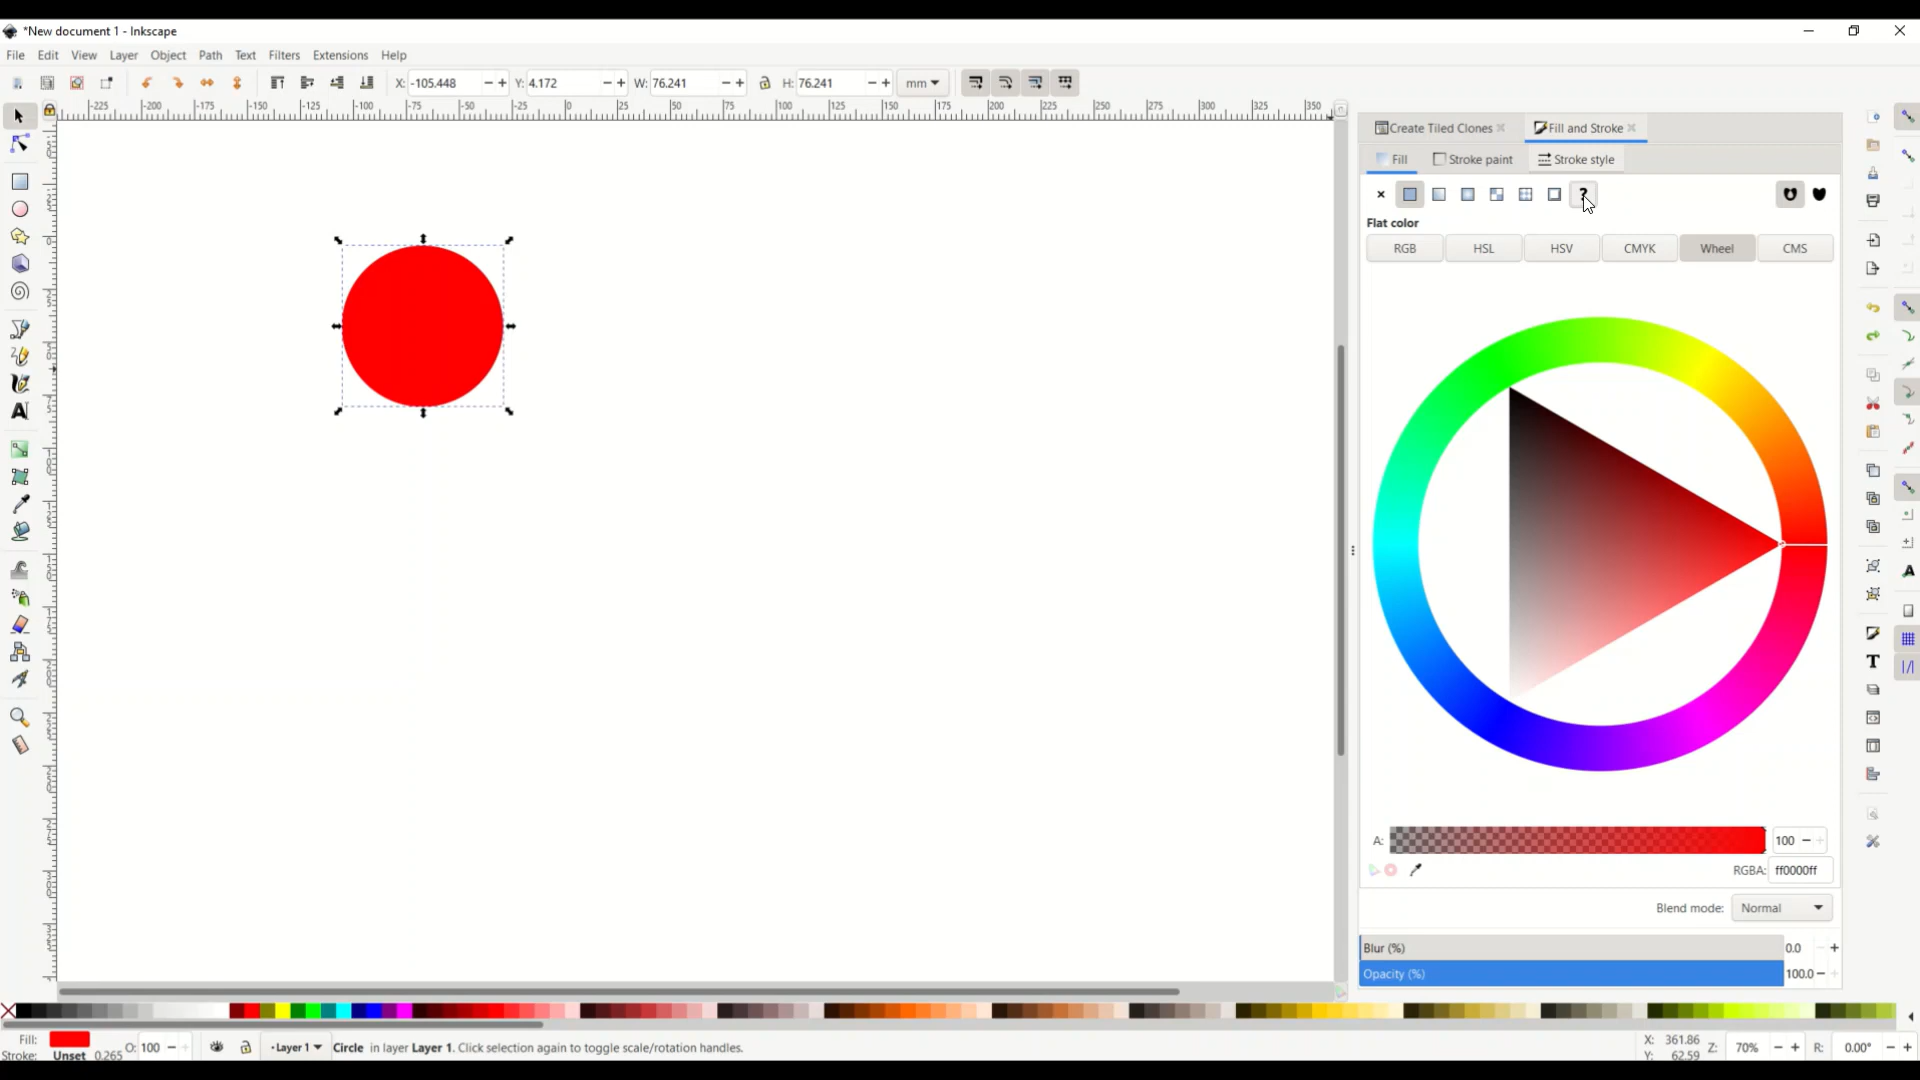 *New document 1 - Inkscape
File Edit View Layer Object Path Text Filters Extensions Help
X: -105.448 Y: 4.172 W: 76.241 H: 76.241 mm
-225 -200 -175 -150 -125 -100 -75 -50 -25 0 25 50 75 100 125 150 175 200 225 250 275 300 325 350
Create Tiled Clones Fill and Stroke
Fill Stroke paint Stroke style
?
Flat color
RGB HSL HSV CMYK Wheel CMS
A: 100
RGBA: ff0000ff
Blend mode: Normal
Blur (%) 0.0
Opacity (%) 100.0
Fill:
Stroke: Unset 0.265
O: 100
Layer 1
Circle in layer Layer 1. Click selection again to toggle scale/rotation handles.
X: 361.86
Y: 62.59
Z: 70%
R: 0.00°